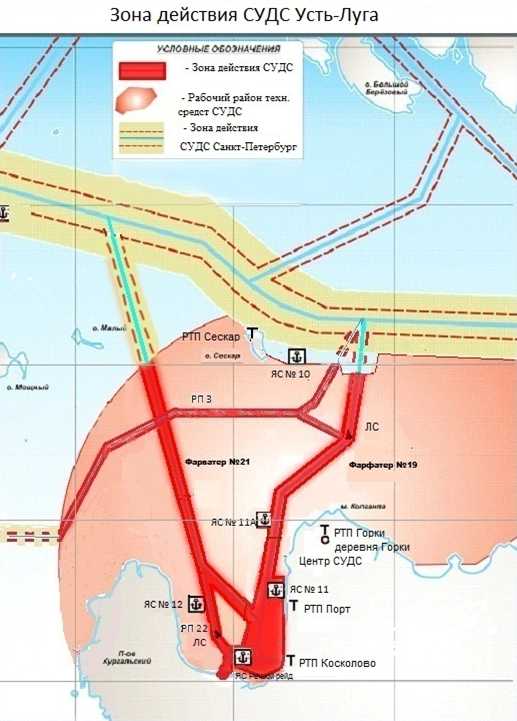 Зона действия СУДС Усть-Луга
УСЛОВНЫЕ ОБОЗНАЧЕНИЯ
- Зона действия СУДС
- Рабочий район техн.
средст СУДС
- Зона действия
СУДС Санкт-Петербург
о. Большой
Берёзовый
о. Малый
РТП Сескар
о. Сескар
ЯС № 10
о. Мощный
РП 3
ЛС
Фарватер №21
Фарфатер №19
м. Колганпя
ЯС № 11А
РТП Горки
деревня Горки
Центр СУДС
ЯС № 11
ЯС № 12
РТП Порт
РП 22
ЛС
П-ов
Кургальский
РТП Косколово
ЯС Речной рейд